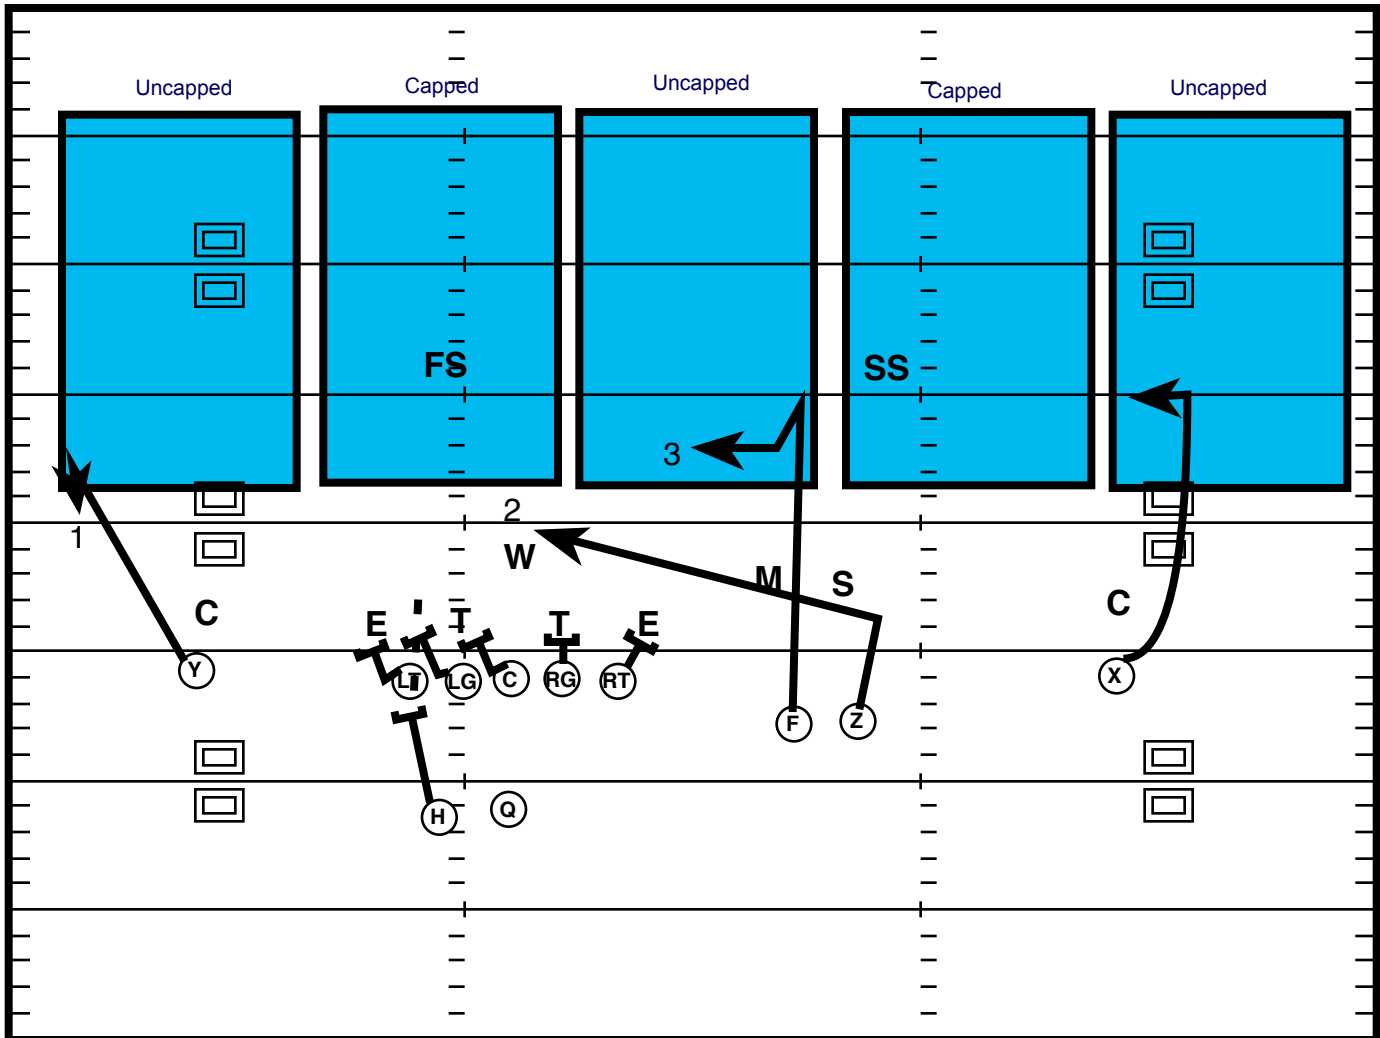 Uncapped Capped Uncapped Capped Uncapped
FS SS
3
2
1
W
M S
C C
E T T E
Y LT LG C RG RT X
F Z
H Q